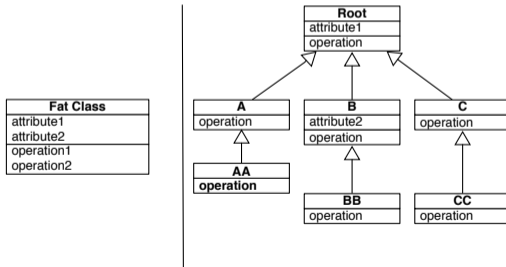 Fat Class
attribute1
attribute2
operation1
operation2
Root
attribute1
operation
A
operation
B
attribute2
operation
C
operation
AA
operation
BB
operation
CC
operation